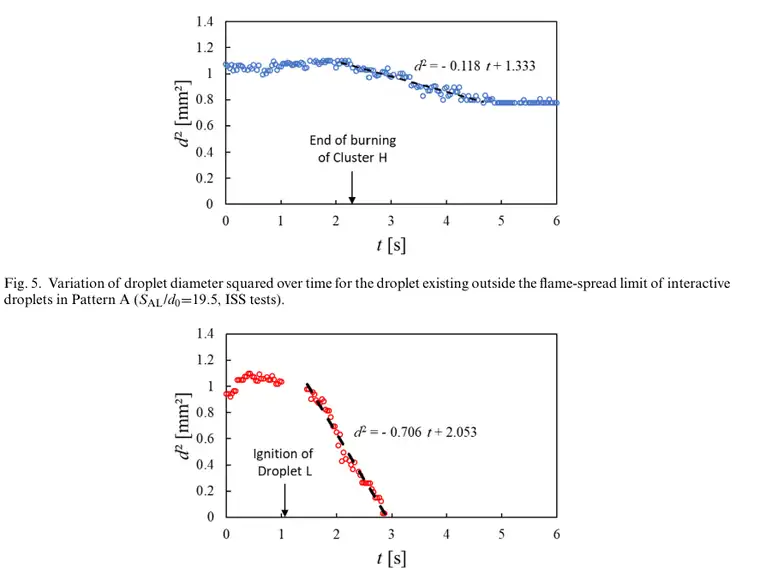 1.4
1.2
1
0.8
0.6
0.4
0.2
0
d² [mm²]
d² = - 0.118 t + 1.333
End of burning
of Cluster H
0 1 2 3 4 5 6
t [s]
Fig. 5. Variation of droplet diameter squared over time for the droplet existing outside the flame-spread limit of interactive
droplets in Pattern A (S_AL/d₀=19.5, ISS tests).
1.4
1.2
1
0.8
0.6
0.4
0.2
0
d² [mm²]
d² = - 0.706 t + 2.053
Ignition of
Droplet L
0 1 2 3 4 5 6
t [s]